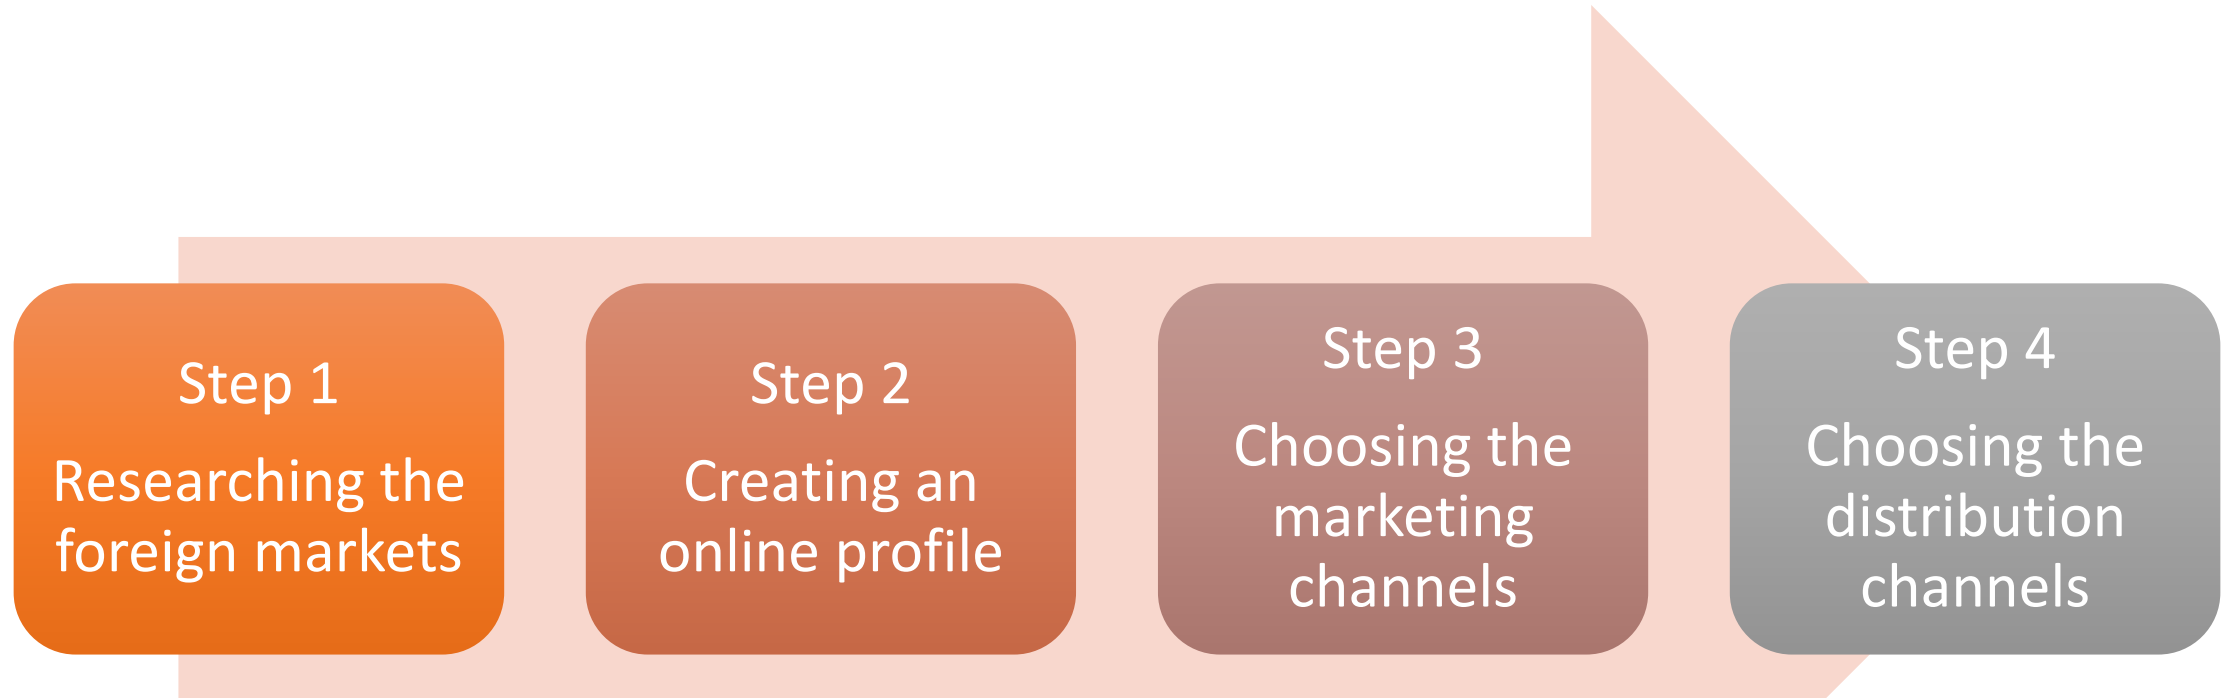 Step 1
Researching the
foreign markets
Step 2
Creating an
online profile
Step 3
Choosing the
marketing
channels
Step 4
Choosing the
distribution
channels